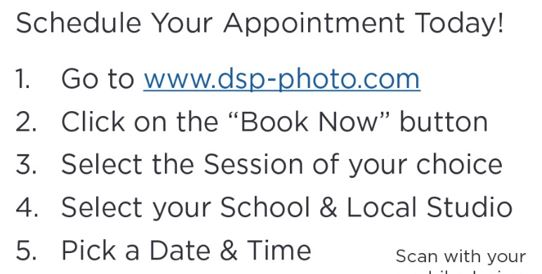 Schedule Your Appointment Today!
1. Go to www.dsp-photo.com
2. Click on the “Book Now” button
3. Select the Session of your choice
4. Select your School & Local Studio
5. Pick a Date & Time
Scan with your